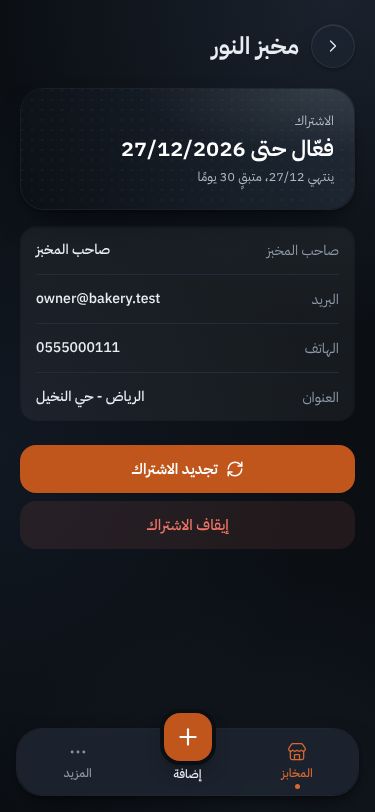 مخبز النور
الاشتراك
فعّال حتى 27/12/2026
ينتهي 27/12، متبقٍ 30 يومًا
صاحب المخبز صاحب المخبز
البريد owner@bakery.test
الهاتف 0555000111
العنوان الرياض - حي النخيل
تجديد الاشتراك
إيقاف الاشتراك
المخابز إضافة المزيد